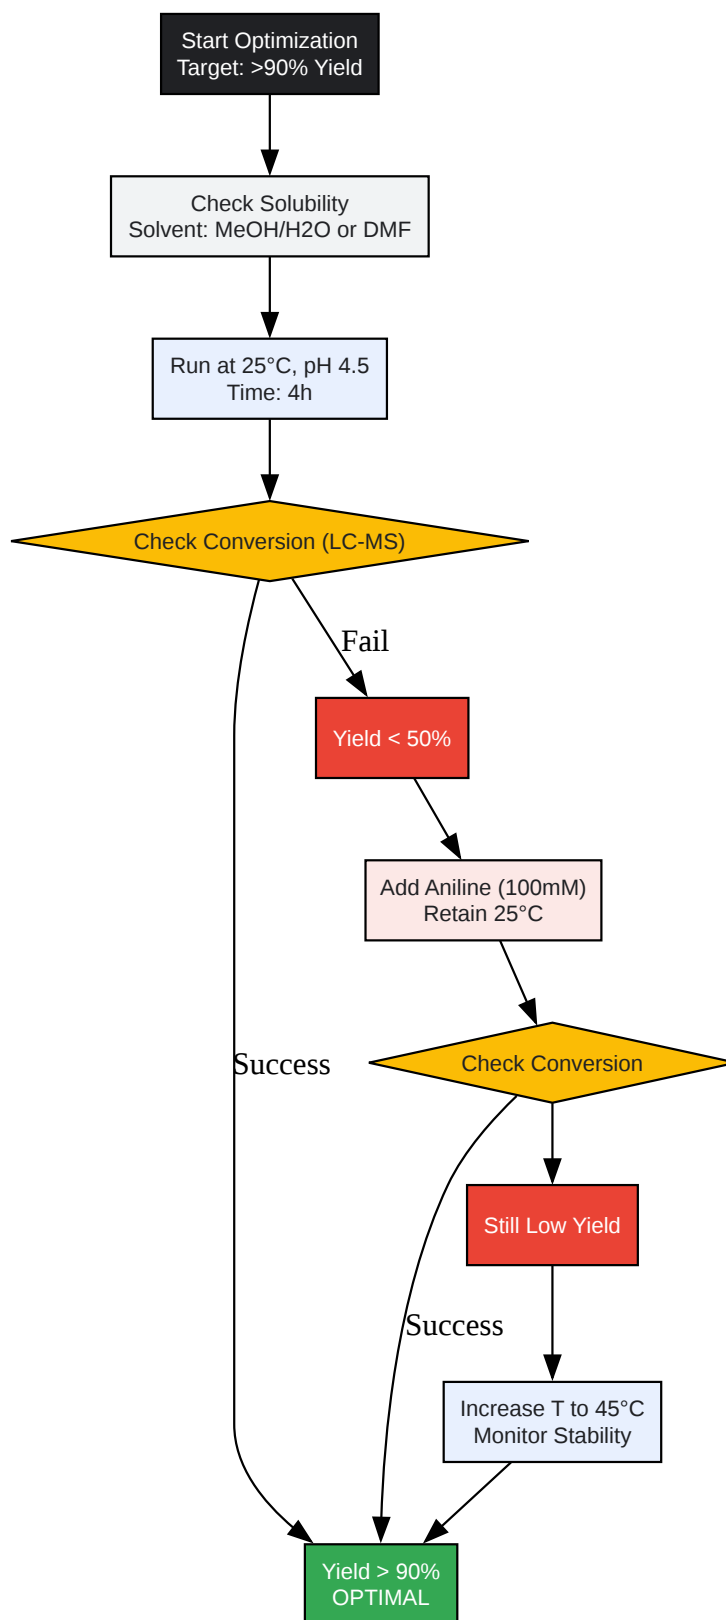 Start Optimization
Target: >90% Yield
Check Solubility
Solvent: MeOH/H2O or DMF
Run at 25°C, pH 4.5
Time: 4h
Check Conversion (LC-MS)
Fail
Yield < 50%
Add Aniline (100mM)
Retain 25°C
Success
Check Conversion
Still Low Yield
Success
Increase T to 45°C
Monitor Stability
Yield > 90%
OPTIMAL